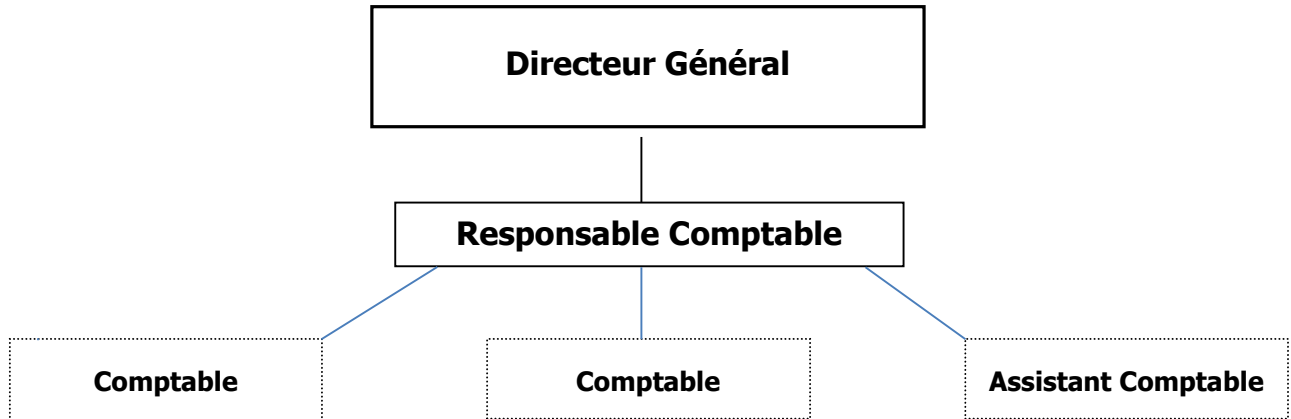 Directeur Général
Responsable Comptable
Comptable
Comptable
Assistant Comptable